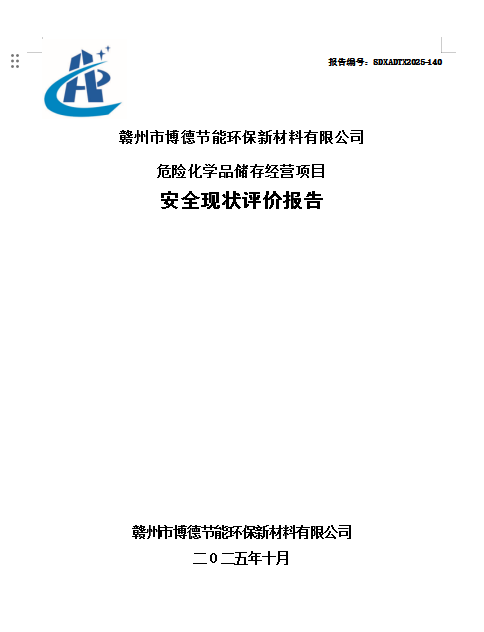 报告编号：SDXADTX2025-140
赣州市博德节能环保新材料有限公司
危险化学品储存经营项目
安全现状评价报告
赣州市博德节能环保新材料有限公司
二０二五年十月